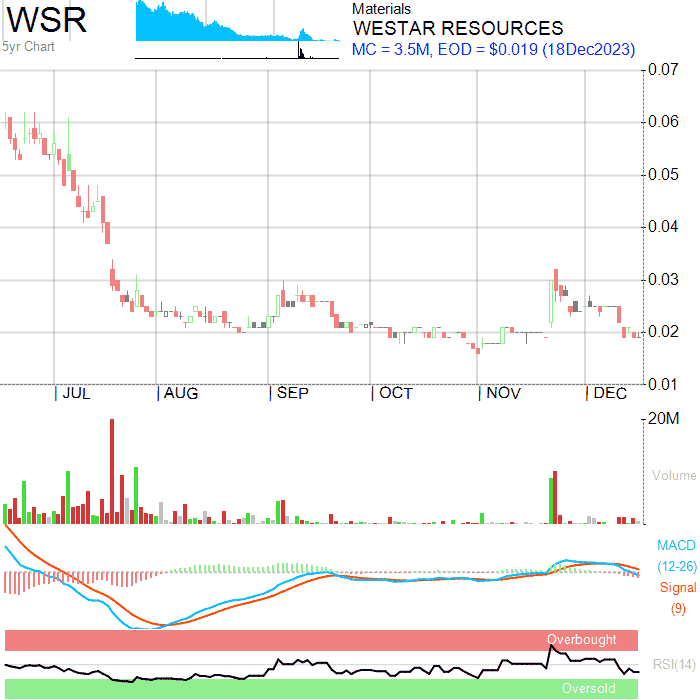 WSR
5yr Chart
Materials
WESTAR RESOURCES
MC = 3.5M, EOD = $0.019 (18Dec2023)
0.07
0.06
0.05
0.04
0.03
0.02
0.01
JUL AUG SEP OCT NOV DEC
20M
Volume
MACD
(12-26)
Signal
(9)
Overbought
RSI(14)
Oversold